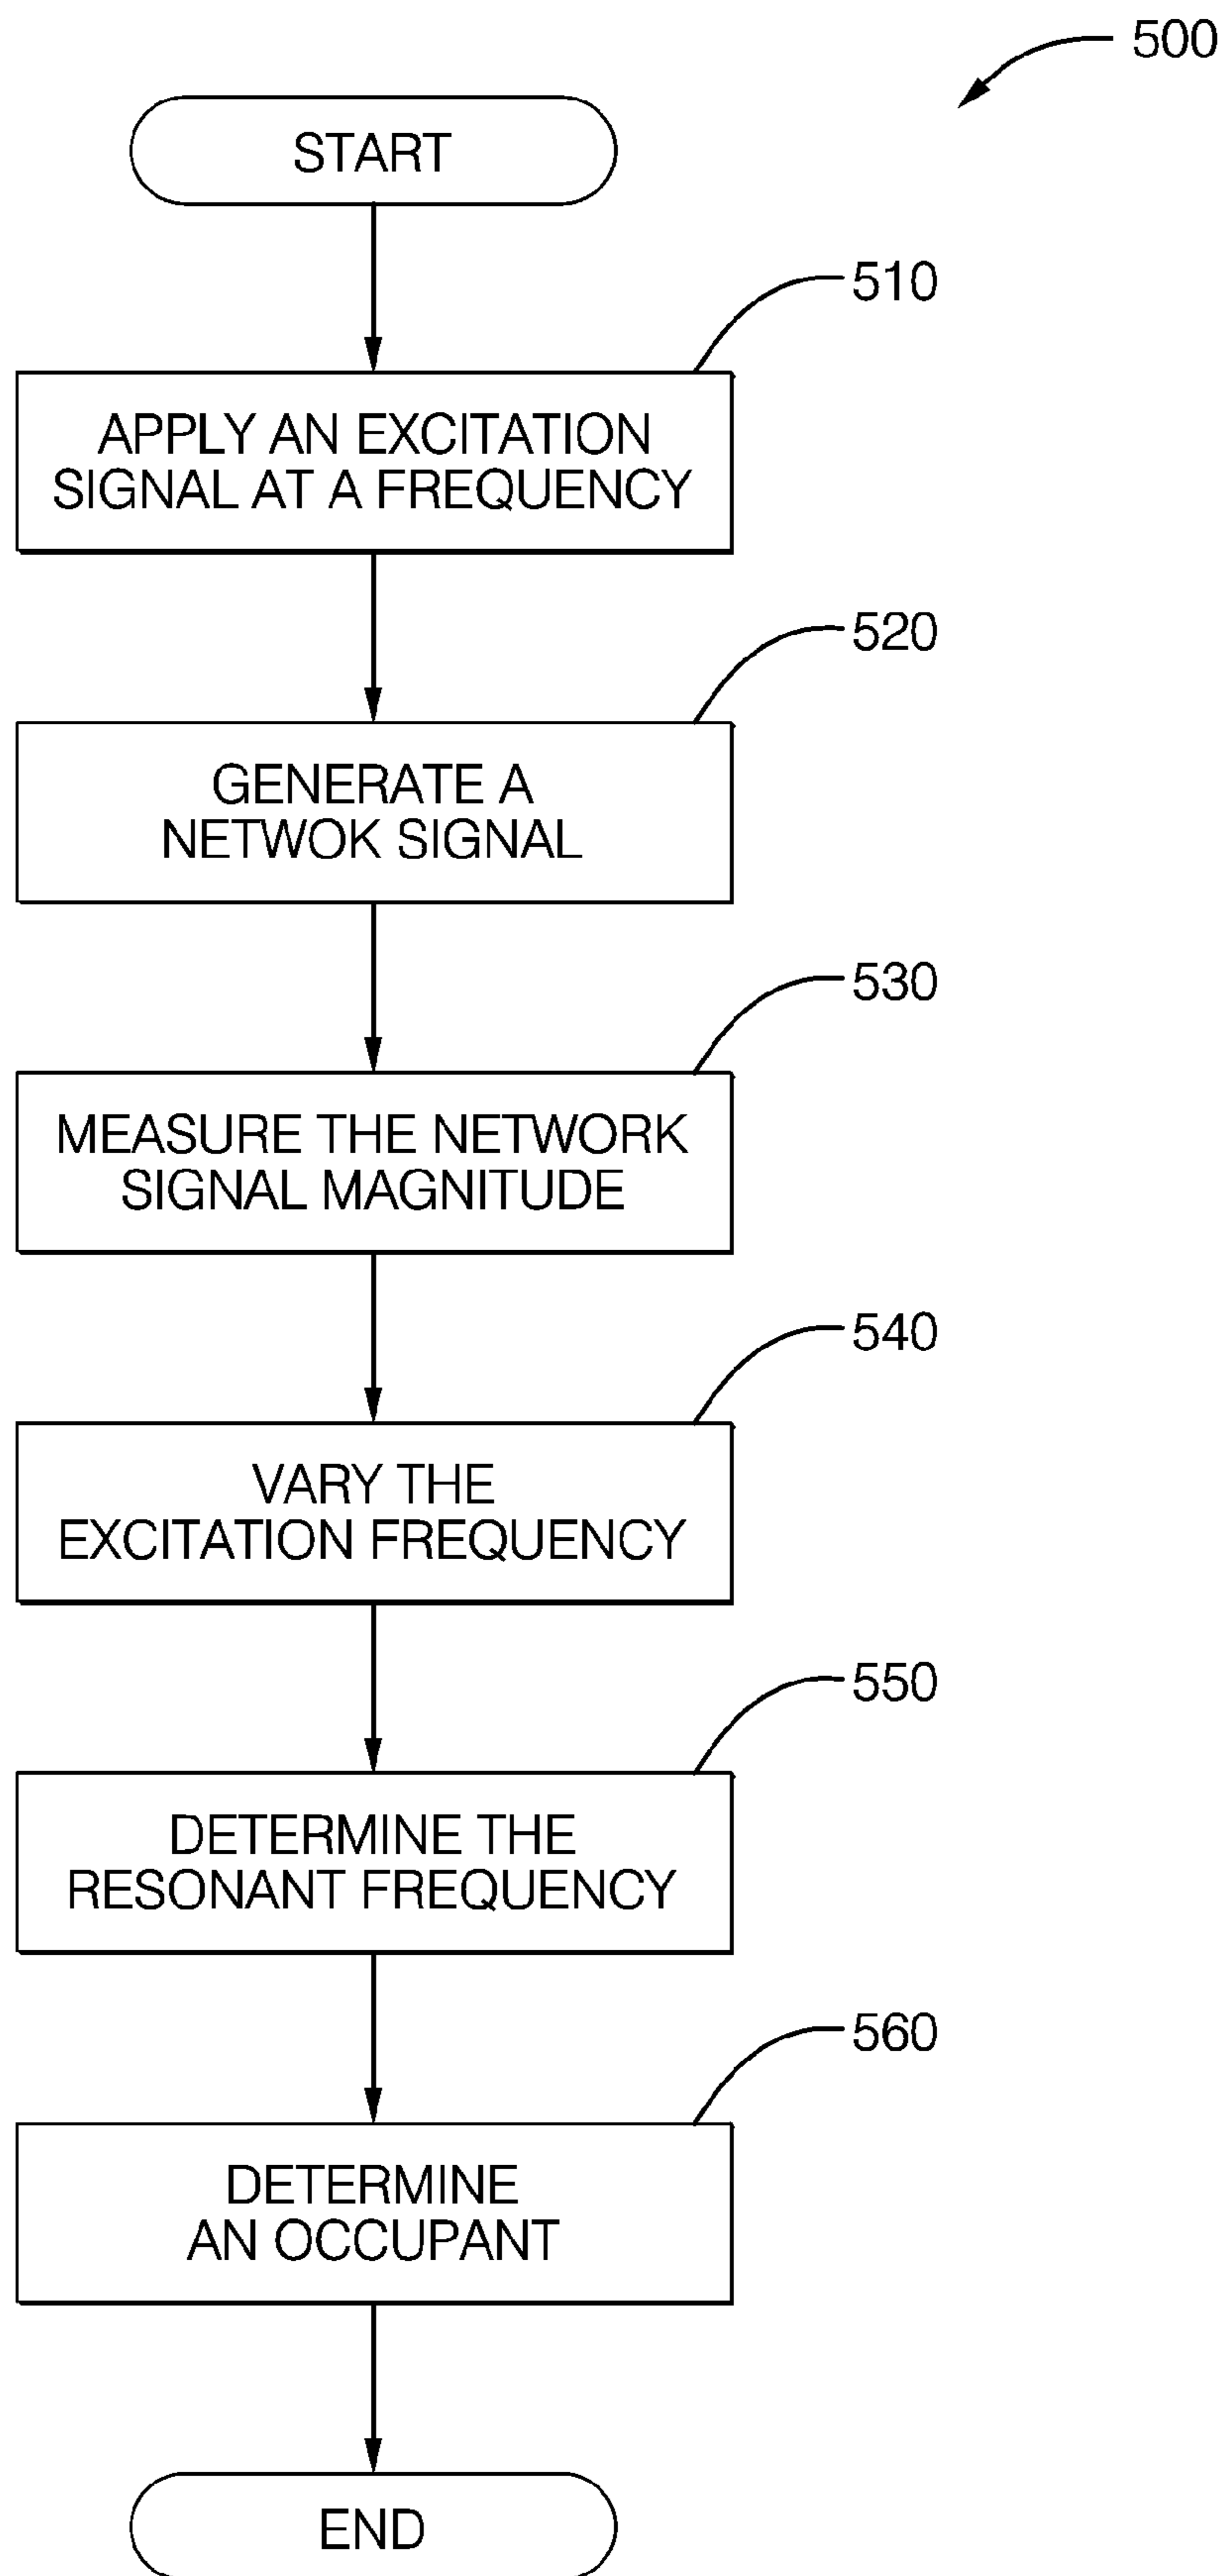 500
START
510
APPLY AN EXCITATION
SIGNAL AT A FREQUENCY
520
GENERATE A
NETWOK SIGNAL
530
MEASURE THE NETWORK
SIGNAL MAGNITUDE
540
VARY THE
EXCITATION FREQUENCY
550
DETERMINE THE
RESONANT FREQUENCY
560
DETERMINE
AN OCCUPANT
END